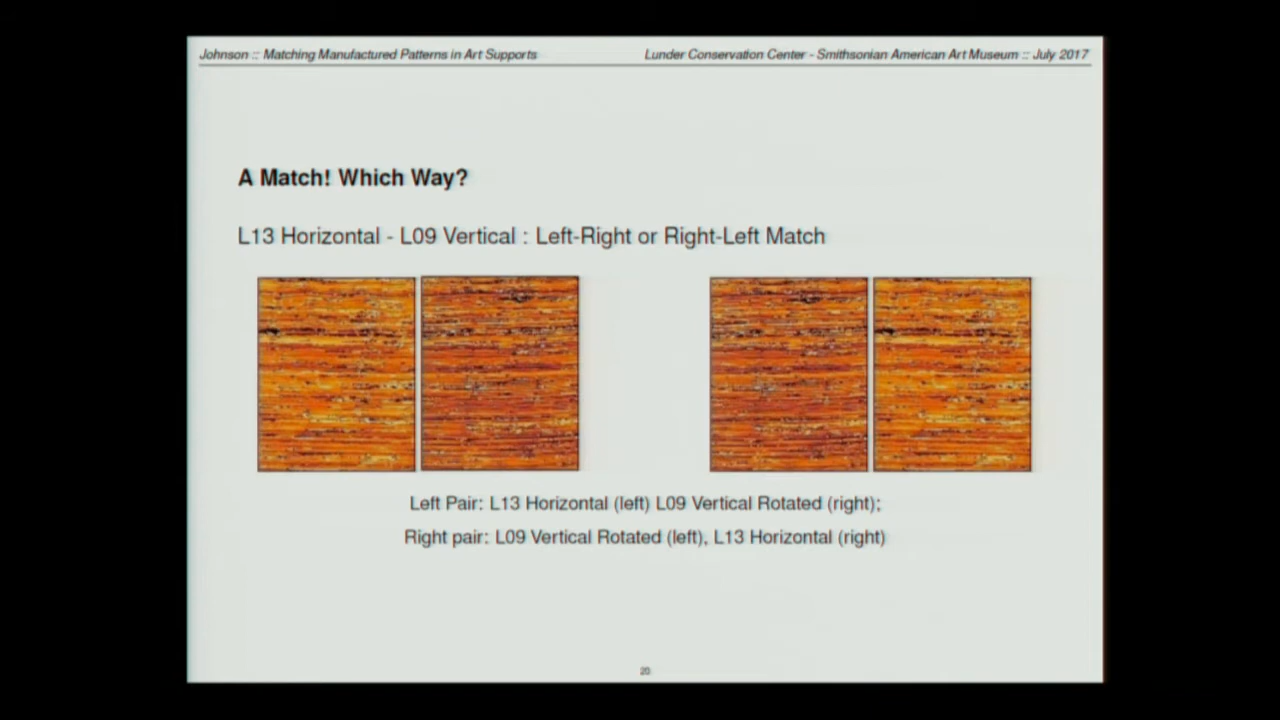 Johnson :: Matching Manufactured Patterns in Art Supports
Lunder Conservation Center - Smithsonian American Art Museum :: July 2017
A Match! Which Way?
L13 Horizontal - L09 Vertical : Left-Right or Right-Left Match
Left Pair: L13 Horizontal (left) L09 Vertical Rotated (right);
Right pair: L09 Vertical Rotated (left), L13 Horizontal (right)